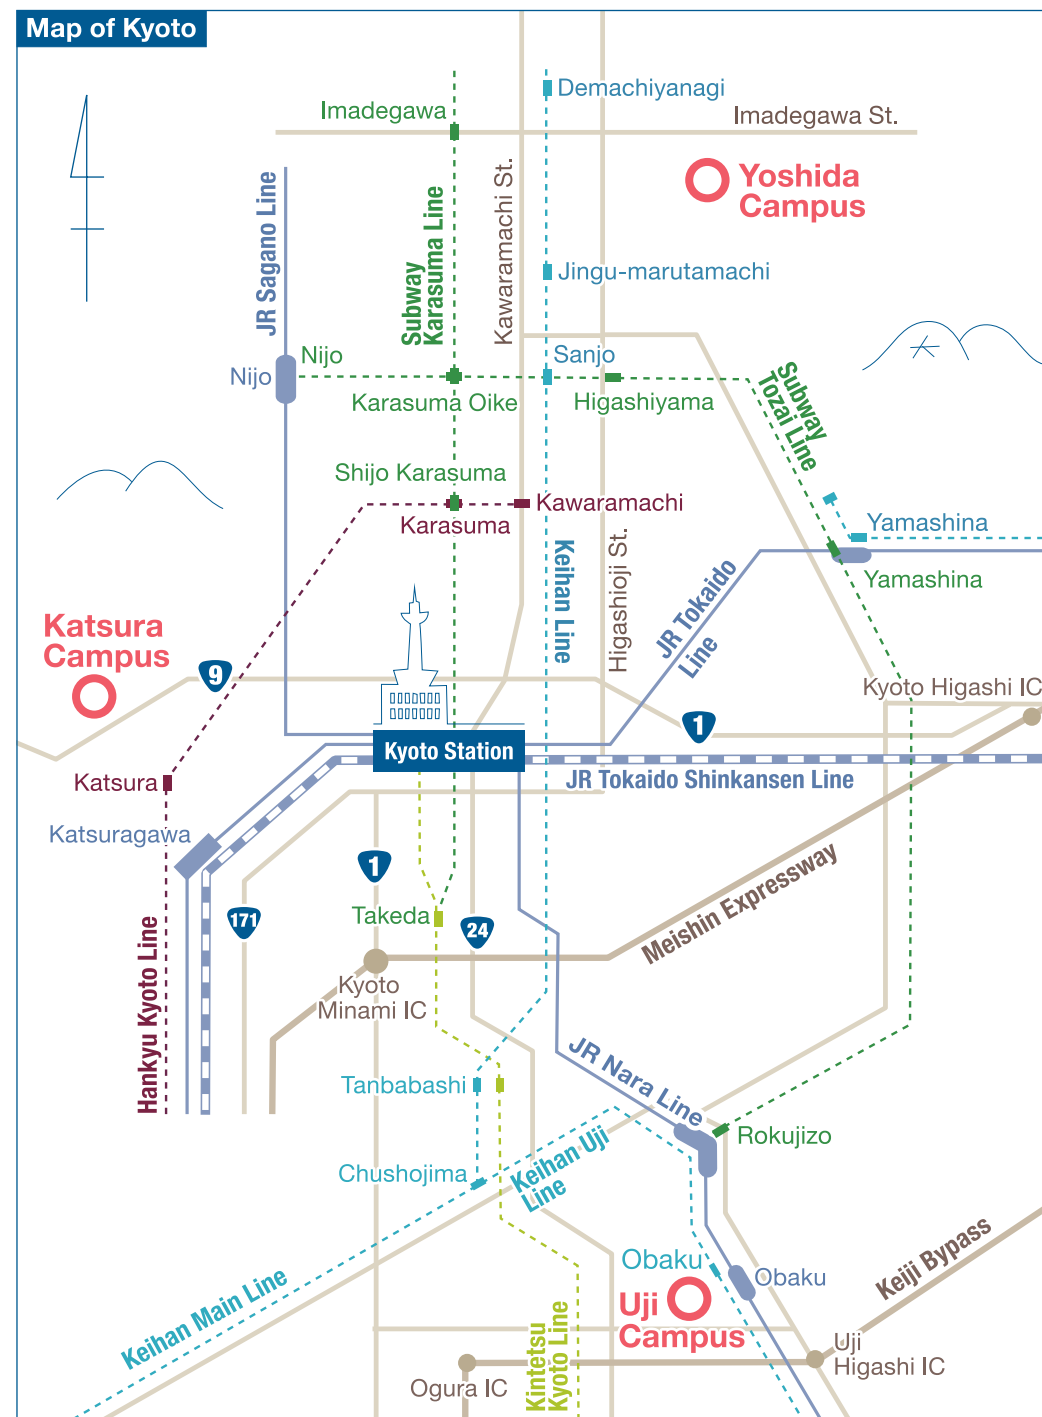 Map of Kyoto
Demachiyanagi
Imadegawa
Imadegawa St.
Yoshida
Campus
JR Sagano Line
Subway
Karasuma Line
Kawaramachi St.
Jingu-marutamachi
Nijo
Nijo
Sanjo
Karasuma Oike
Higashiyama
Subway
Tozai Line
Shijo Karasuma
Karasuma
Kawaramachi
Yamashina
Yamashina
Keihan Line
Higashioji St.
JR Tokaido
Line
Katsura
Campus
9
Kyoto Higashi IC
1
Kyoto Station
JR Tokaido Shinkansen Line
Katsura
Katsuragawa
1
Meishin Expressway
171
Takeda
24
Hankyu Kyoto Line
Kyoto
Minami IC
JR Nara Line
Tanbabashi
Rokujizo
Chushojima
Keihan Uji
Line
Obaku
Obaku
Keiji Bypass
Uji
Campus
Keihan Main Line
Kintetsu
Kyoto Line
Uji
Higashi IC
Ogura IC